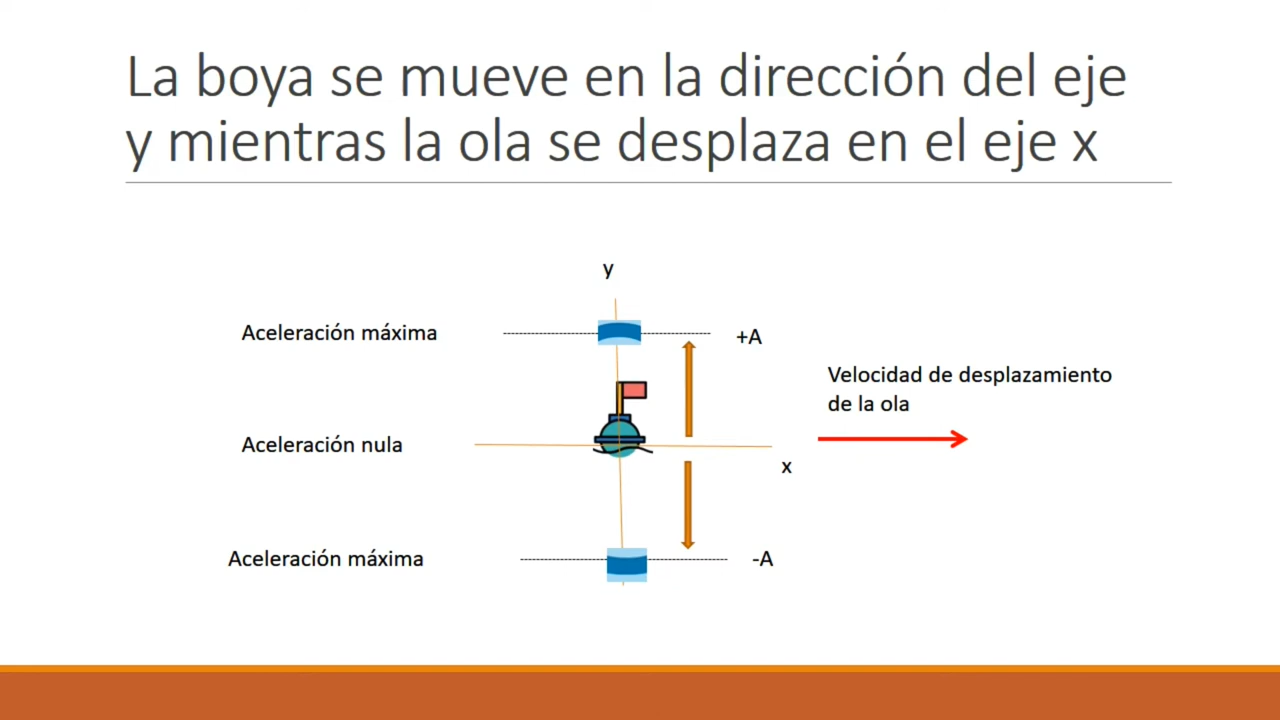 La boya se mueve en la dirección del eje
y mientras la ola se desplaza en el eje x
y
Aceleración máxima
+A
Velocidad de desplazamiento
de la ola
Aceleración nula
x
Aceleración máxima
-A